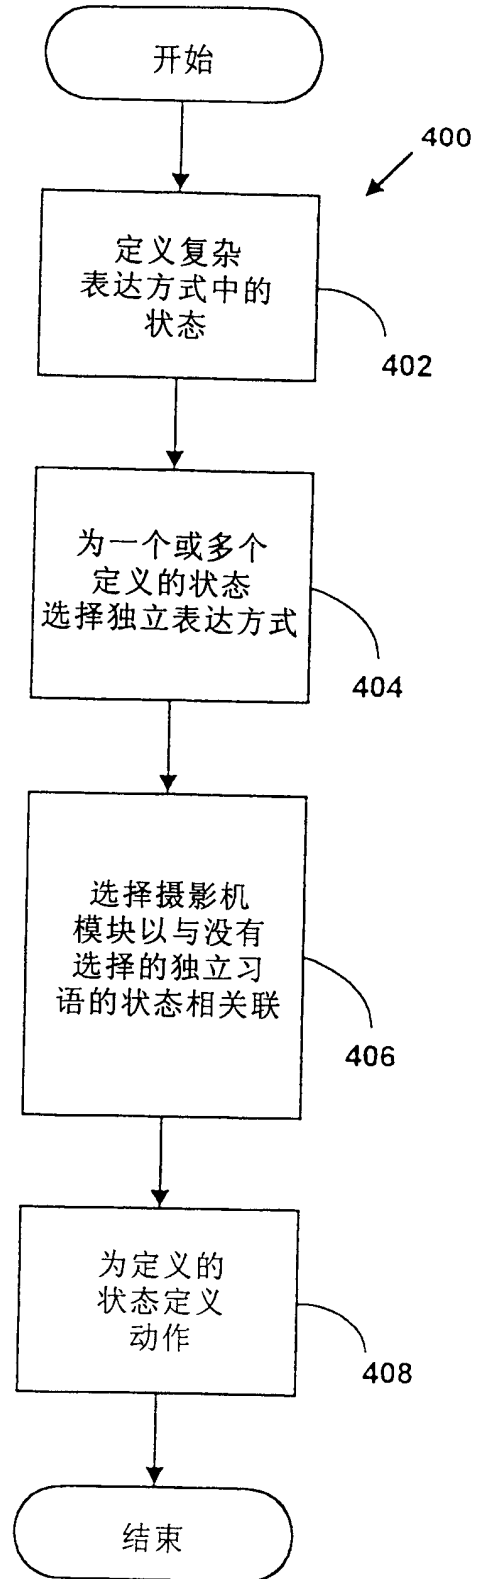 开始
400
定义复杂
表达方式中的
状态
402
为一个或多个
定义的状态
选择独立表达方式
404
选择摄影机
模块以与没有
选择的独立习
语的状态相关联
406
为定义的
状态定义
动作
408
结束